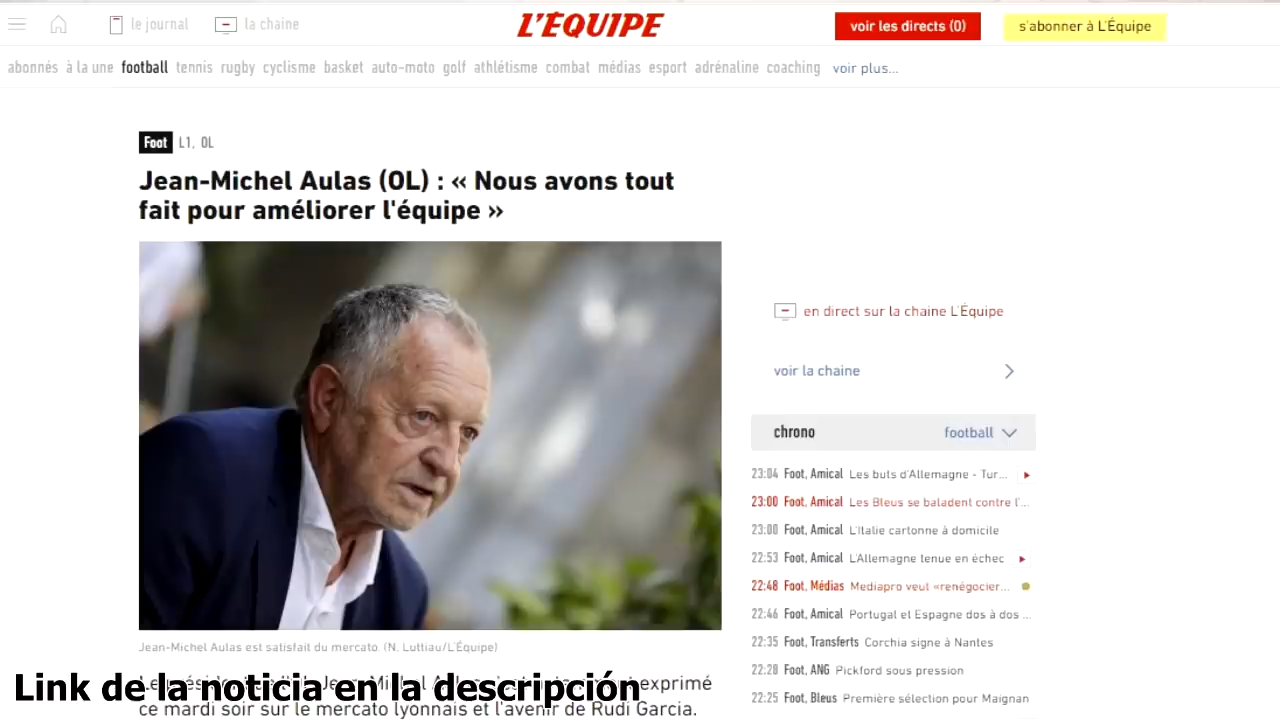 le journal
la chaine
L'ÉQUIPE
voir les directs (0)
s'abonner à L'Équipe
abonnés à la une football tennis rugby cyclisme basket auto-moto golf athlétisme combat médias esport adrénaline coaching voir plus...
Foot L1, OL
Jean-Michel Aulas (OL) : « Nous avons tout
fait pour améliorer l'équipe »
Jean-Michel Aulas est satisfait du mercato. (N. Luttiau/L'Équipe)
exprimé
Link de la noticia en la descripción
ce mardi soir sur le mercato lyonnais et l'avenir de Rudi Garcia.
en direct sur la chaine L'Équipe
voir la chaine
chrono football
23:04 Foot, Amical Les buts d'Allemagne - Tur...
23:00 Foot, Amical Les Bleus se baladent contre l'...
23:00 Foot, Amical L'Italie cartonne à domicile
22:53 Foot, Amical L'Allemagne tenue en échec
22:48 Foot, Médias Mediapro veut «renégocier...
22:46 Foot, Amical Portugal et Espagne dos à dos ...
22:35 Foot, Transferts Corchia signe à Nantes
22:28 Foot, ANG Pickford sous pression
22:25 Foot, Bleus Première sélection pour Maignan